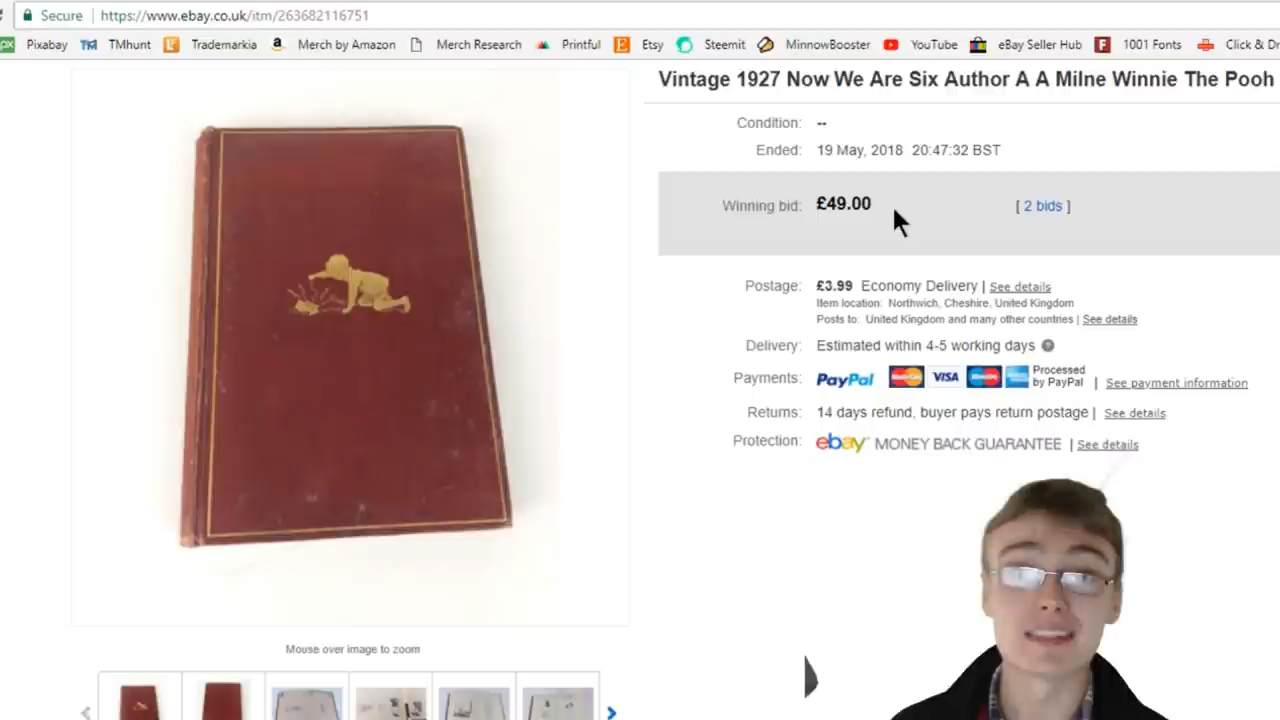 Secure https://www.ebay.co.uk/itm/263682116751
px Pixabay TM TMhunt LF Trademarkia a Merch by Amazon Merch Research Printful E Etsy Steemit MinnowBooster YouTube eBay Seller Hub F 1001 Fonts Click & Dr
Vintage 1927 Now We Are Six Author A A Milne Winnie The Pooh
Condition: --
Ended: 19 May, 2018 20:47:32 BST
Winning bid: £49.00 [ 2 bids ]
Postage: £3.99 Economy Delivery | See details
Item location: Northwich, Cheshire, United Kingdom
Posts to: United Kingdom and many other countries | See details
Delivery: Estimated within 4-5 working days ?
Payments: PayPal MasterCard VISA Maestro Processed by PayPal | See payment information
Returns: 14 days refund, buyer pays return postage | See details
Protection: ebay MONEY BACK GUARANTEE | See details
Mouse over image to zoom